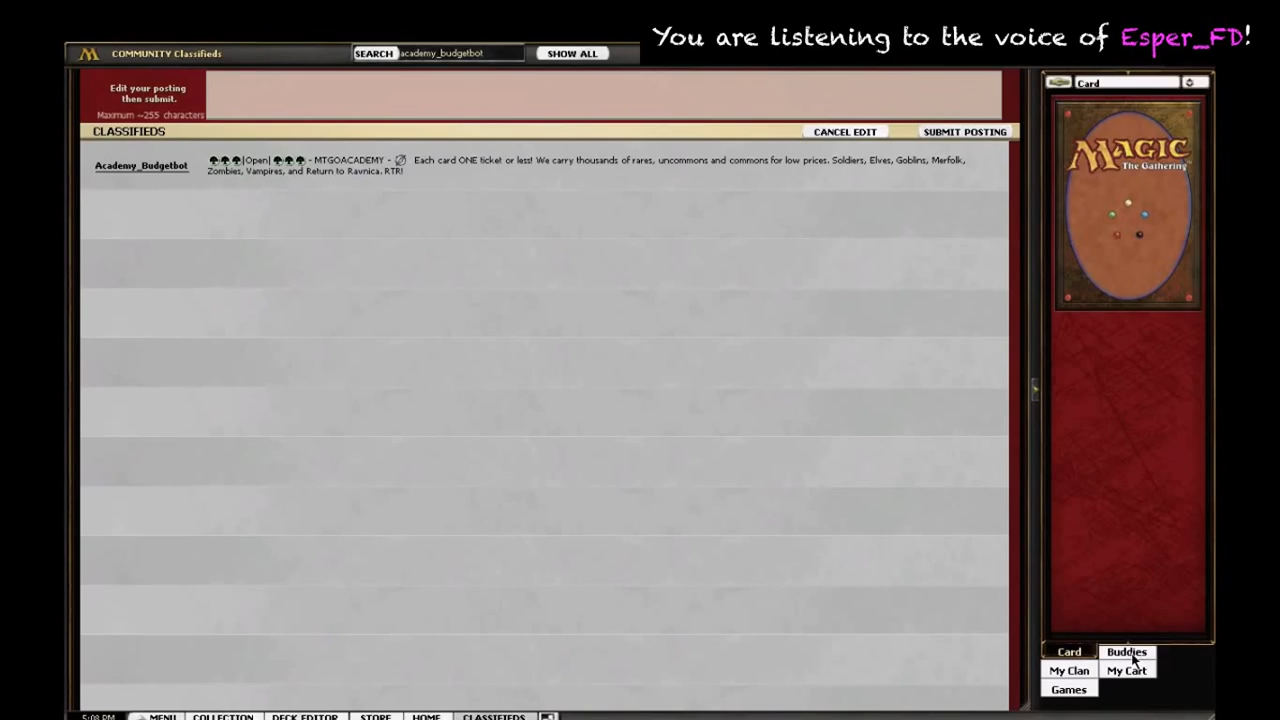 You are listening to the voice of Esper_FD!
COMMUNITY Classifieds
SEARCH academy_budgetbot
SHOW ALL
Edit your posting
then submit.
Maximum ~255 characters
CLASSIFIEDS
CANCEL EDIT
SUBMIT POSTING
Academy_Budgetbot
|Open| - MTGOACADEMY - Each card ONE ticket or less! We carry thousands of rares, uncommons and commons for low prices. Soldiers, Elves, Goblins, Merfolk,
Zombies, Vampires, and Return to Ravnica. RTR!
Card
MAGIC
The Gathering
Card
Buddies
My Clan
My Cart
Games
5:08 PM
MENU
COLLECTION
DECK EDITOR
STORE
HOME
CLASSIFIEDS